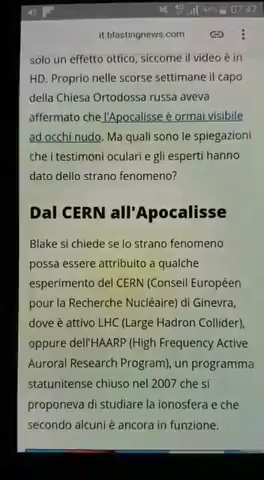 07:47
it.blastingnews.com
solo un effetto ottico, siccome il video è in
HD. Proprio nelle scorse settimane il capo
della Chiesa Ortodossa russa aveva
affermato che l'Apocalisse è ormai visibile
ad occhi nudo. Ma quali sono le spiegazioni
che i testimoni oculari e gli esperti hanno
dato dello strano fenomeno?
Dal CERN all'Apocalisse
Blake si chiede se lo strano fenomeno
possa essere attribuito a qualche
esperimento del CERN (Conseil Européen
pour la Recherche Nucléaire) di Ginevra,
dove è attivo LHC (Large Hadron Collider),
oppure dell'HAARP (High Frequency Active
Auroral Research Program), un programma
statunitense chiuso nel 2007 che si
proponeva di studiare la ionosfera e che
secondo alcuni è ancora in funzione.